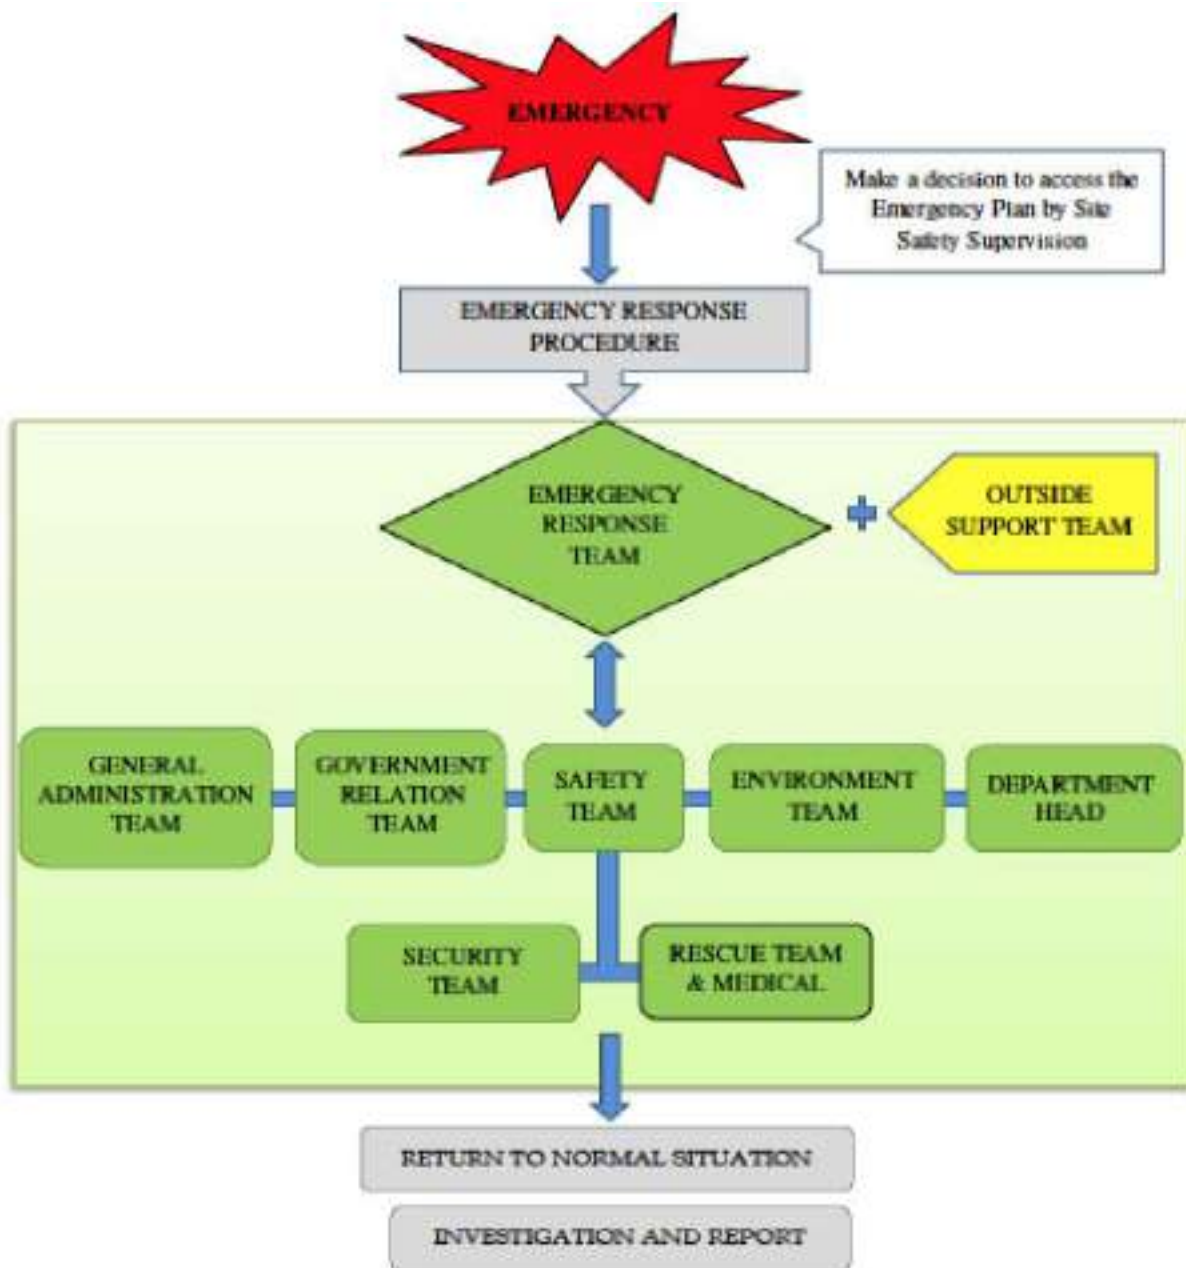 EMERGENCY
Make a decision to access the
Emergency Plan by Site
Safety Supervision
EMERGENCY RESPONSE
PROCEDURE
EMERGENCY
RESPONSE
TEAM
OUTSIDE
SUPPORT TEAM
GENERAL
ADMINISTRATION
TEAM
GOVERNMENT
RELATION
TEAM
SAFETY
TEAM
ENVIRONMENT
TEAM
DEPARTMENT
HEAD
SECURITY
TEAM
RESCUE TEAM
& MEDICAL
RETURN TO NORMAL SITUATION
INVESTIGATION AND REPORT